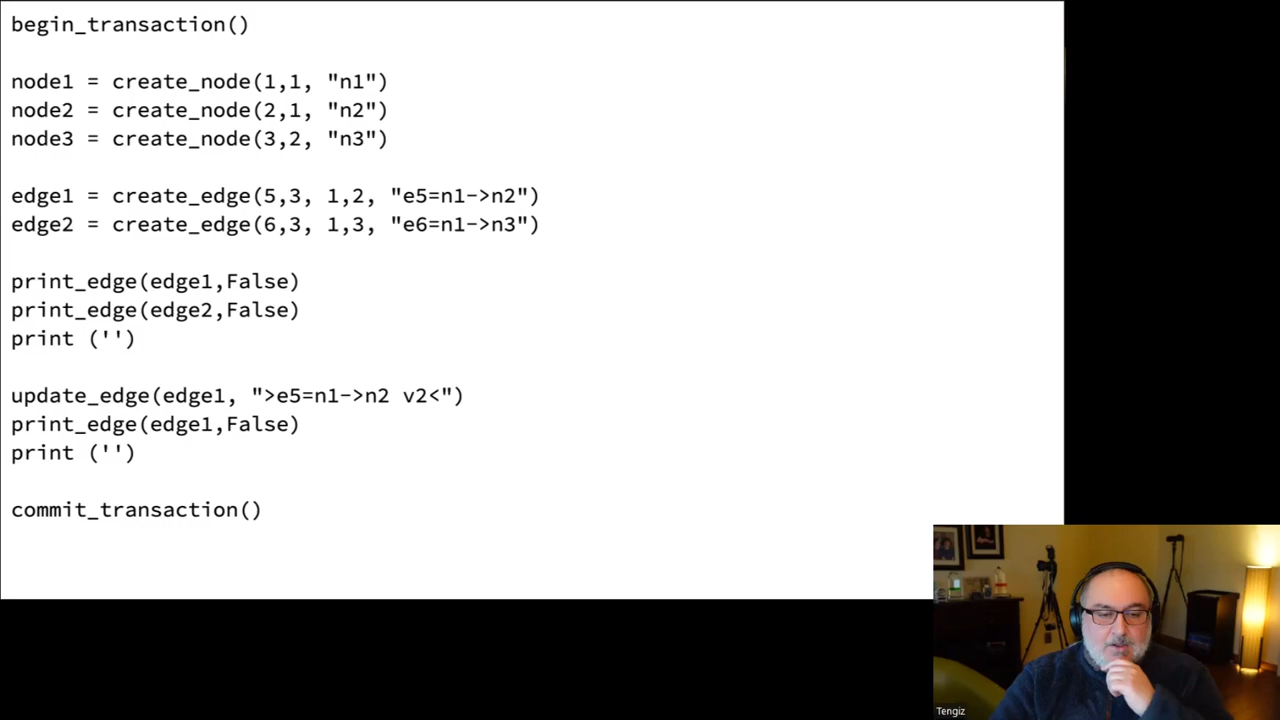 begin_transaction()
node1 = create_node(1,1, "n1")
node2 = create_node(2,1, "n2")
node3 = create_node(3,2, "n3")
edge1 = create_edge(5,3, 1,2, "e5=n1->n2")
edge2 = create_edge(6,3, 1,3, "e6=n1->n3")
print_edge(edge1,False)
print_edge(edge2,False)
print ('')
update_edge(edge1, ">e5=n1->n2 v2<")
print_edge(edge1,False)
print ('')
commit_transaction()
Tengiz